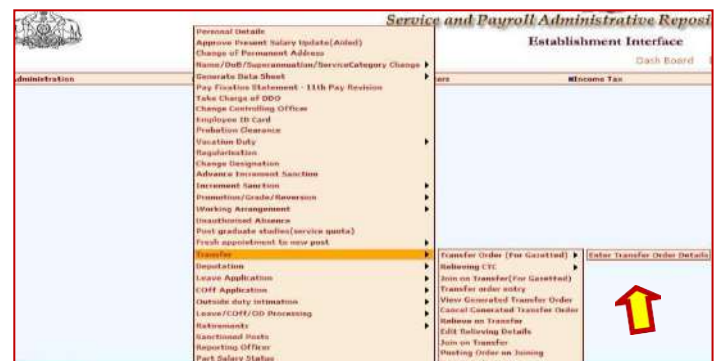 Service and Payroll Administrative Reposi
Establishment Interface
Dash Board
Administration
ers
Income Tax
Personal Details
Approve Present Salary Update(Aided)
Change of Permanent Address
Name/DoB/Superannuation/ServiceCategory Change
Generate Data Sheet
Pay Fixation Statement - 11th Pay Revision
Take Charge of DDO
Change Controlling Officer
Employee ID Card
Probation Clearance
Vacation Duty
Regularisation
Change Designation
Advance Increment Sanction
Increment Sanction
Promotion/Grade/Reversion
Working Arrangement
Unauthorised Absence
Post graduate studies(service quota)
Fresh appointment to new post
Transfer
Deputation
Leave Application
COff Application
Outside duty intimation
Leave/COff/OD Processing
Retirements
Sanctioned Posts
Reporting Officer
Part Salary Status
Transfer Order (For Gazetted)
Relieving CTC
Join on Transfer(For Gazetted)
Transfer order entry
View Generated Transfer Order
Cancel Generated Transfer Order
Relieve on Transfer
Edit Relieving Details
Join on Transfer
Posting Order on Joining
Enter Transfer Order Details